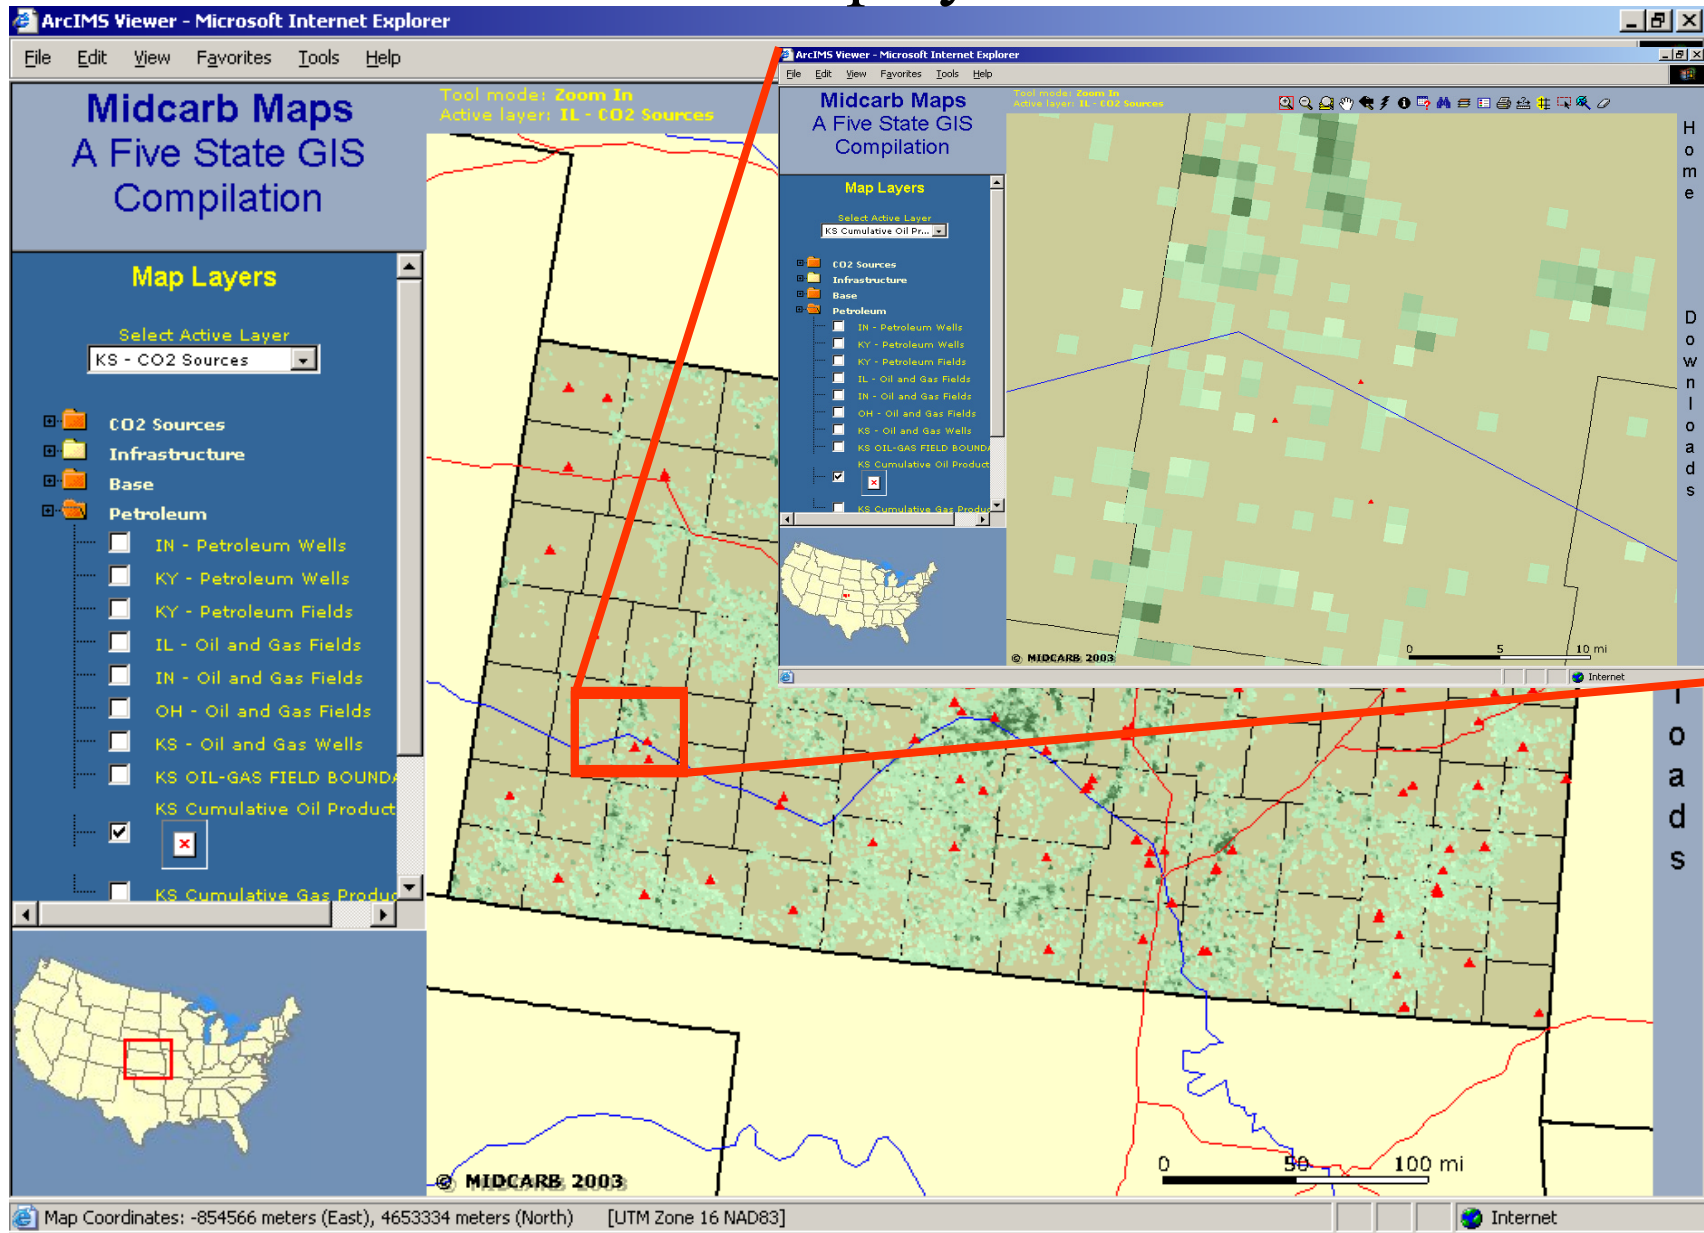 ArcIMS Viewer - Microsoft Internet Explorer
File Edit View Favorites Tools Help
Midcarb Maps
A Five State GIS
Compilation
Tool mode: Zoom In
Active layer: IL - CO2 Sources
Map Layers
Select Active Layer
KS - CO2 Sources
CO2 Sources
Infrastructure
Base
Petroleum
IN - Petroleum Wells
KY - Petroleum Wells
KY - Petroleum Fields
IL - Oil and Gas Fields
IN - Oil and Gas Fields
OH - Oil and Gas Fields
KS - Oil and Gas Wells
KS OIL-GAS FIELD BOUNDA
KS Cumulative Oil Product
KS Cumulative Gas Produc
© MIDCARB 2003
0 50 100 mi
loads
Map Coordinates: -854566 meters (East), 4653334 meters (North) [UTM Zone 16 NAD83]
Internet
ArcIMS Viewer - Microsoft Internet Explorer
File Edit View Favorites Tools Help
Midcarb Maps
A Five State GIS
Compilation
Tool mode: Zoom In
Active layer: IL - CO2 Sources
Map Layers
Select Active Layer
KS Cumulative Oil Pr...
CO2 Sources
Infrastructure
Base
Petroleum
IN - Petroleum Wells
KY - Petroleum Wells
KY - Petroleum Fields
IL - Oil and Gas Fields
IN - Oil and Gas Fields
OH - Oil and Gas Fields
KS - Oil and Gas Wells
KS OIL-GAS FIELD BOUNDA
KS Cumulative Oil Product
KS Cumulative Gas Produc
Home
Downloads
© MIDCARB 2003
0 5 10 mi
Internet